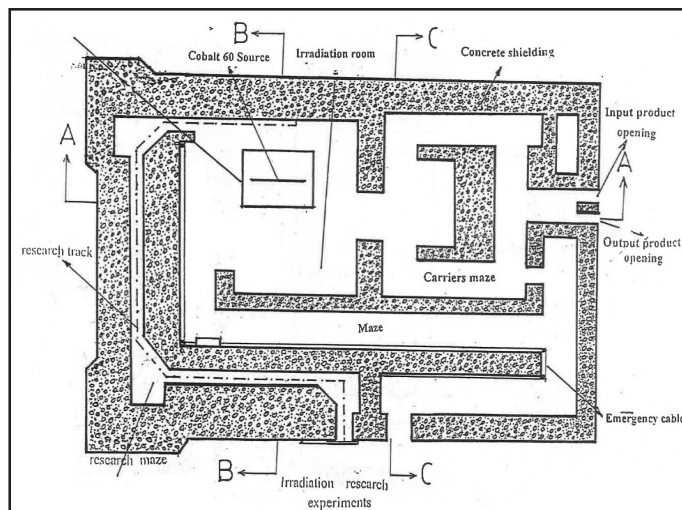 B
C
Cobalt 60 Source
Irradiation room
Concrete shielding
Input product
opening
A
A
Output product
opening
research track
Carriers maze
Maze
Emergency cable
research maze
B
C
Irradiation research
experiments